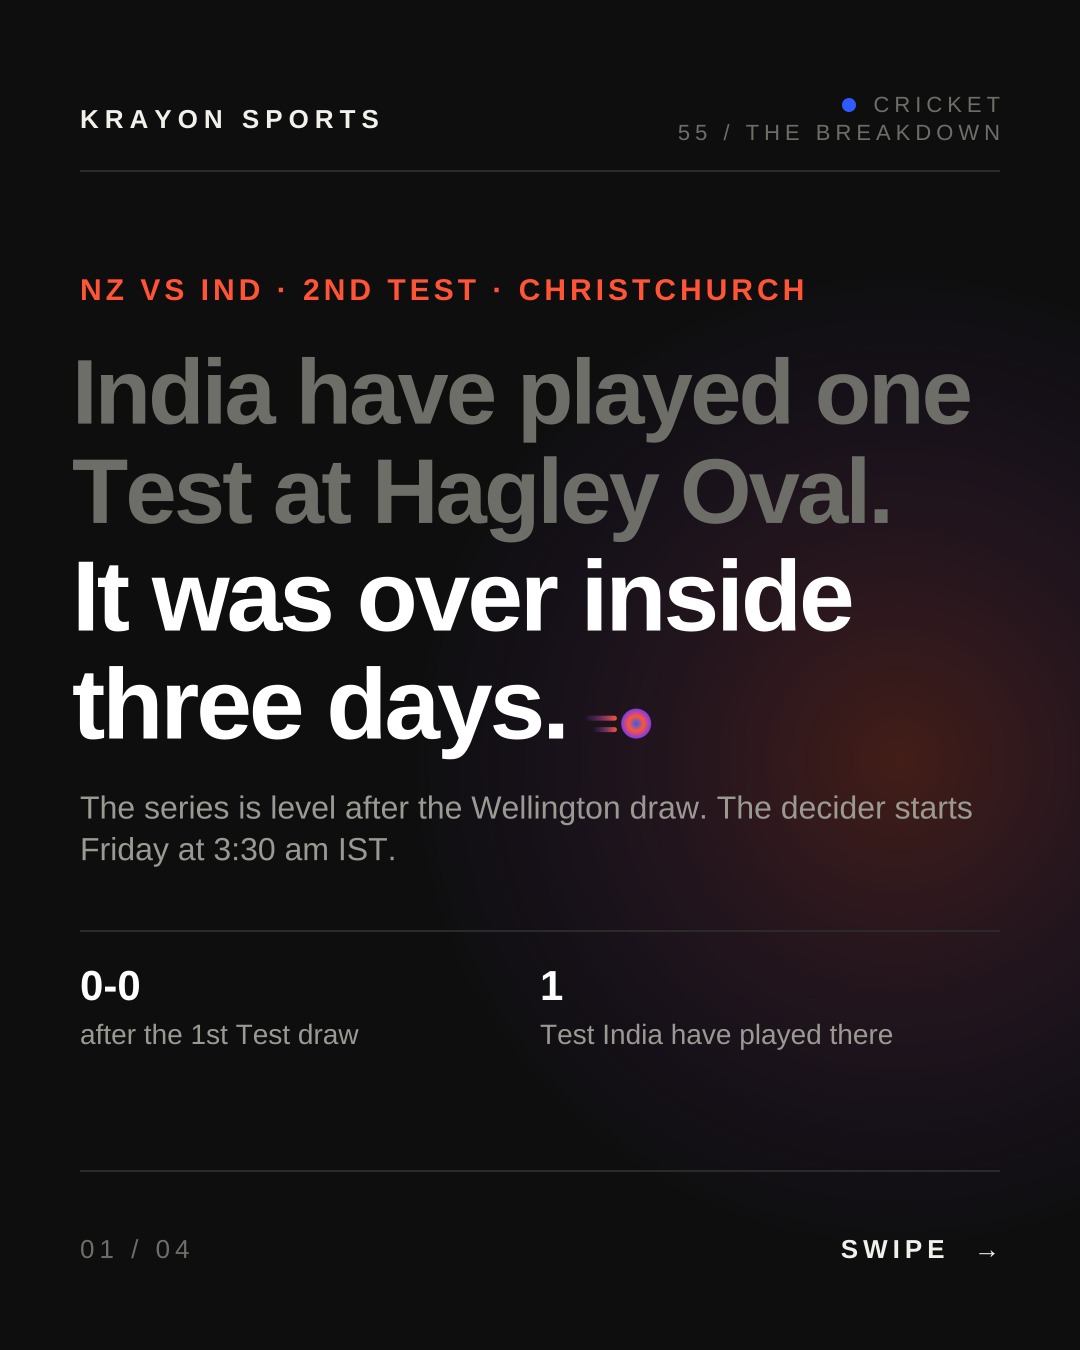 KRAYON SPORTS
CRICKET
55 / THE BREAKDOWN
NZ VS IND · 2ND TEST · CHRISTCHURCH
India have played one
Test at Hagley Oval.
It was over inside
three days.
The series is level after the Wellington draw. The decider starts
Friday at 3:30 am IST.
0-0
after the 1st Test draw
1
Test India have played there
01 / 04
SWIPE →